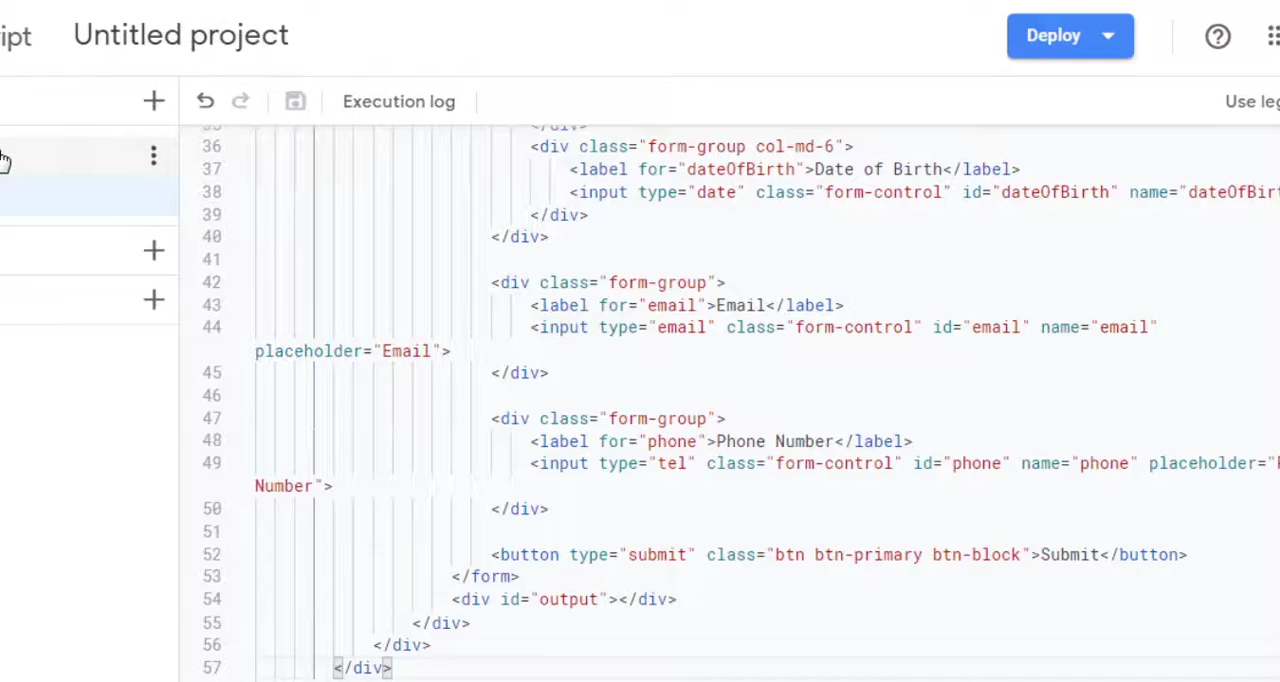 ipt Untitled project Deploy
Execution log Use leg
35 </div>
36 <div class="form-group col-md-6">
37 <label for="dateOfBirth">Date of Birth</label>
38 <input type="date" class="form-control" id="dateOfBirth" name="dateOfBirt
39 </div>
40 </div>
41
42 <div class="form-group">
43 <label for="email">Email</label>
44 <input type="email" class="form-control" id="email" name="email"
placeholder="Email">
45 </div>
46
47 <div class="form-group">
48 <label for="phone">Phone Number</label>
49 <input type="tel" class="form-control" id="phone" name="phone" placeholder="P
Number">
50 </div>
51
52 <button type="submit" class="btn btn-primary btn-block">Submit</button>
53 </form>
54 <div id="output"></div>
55 </div>
56 </div>
57 </div>